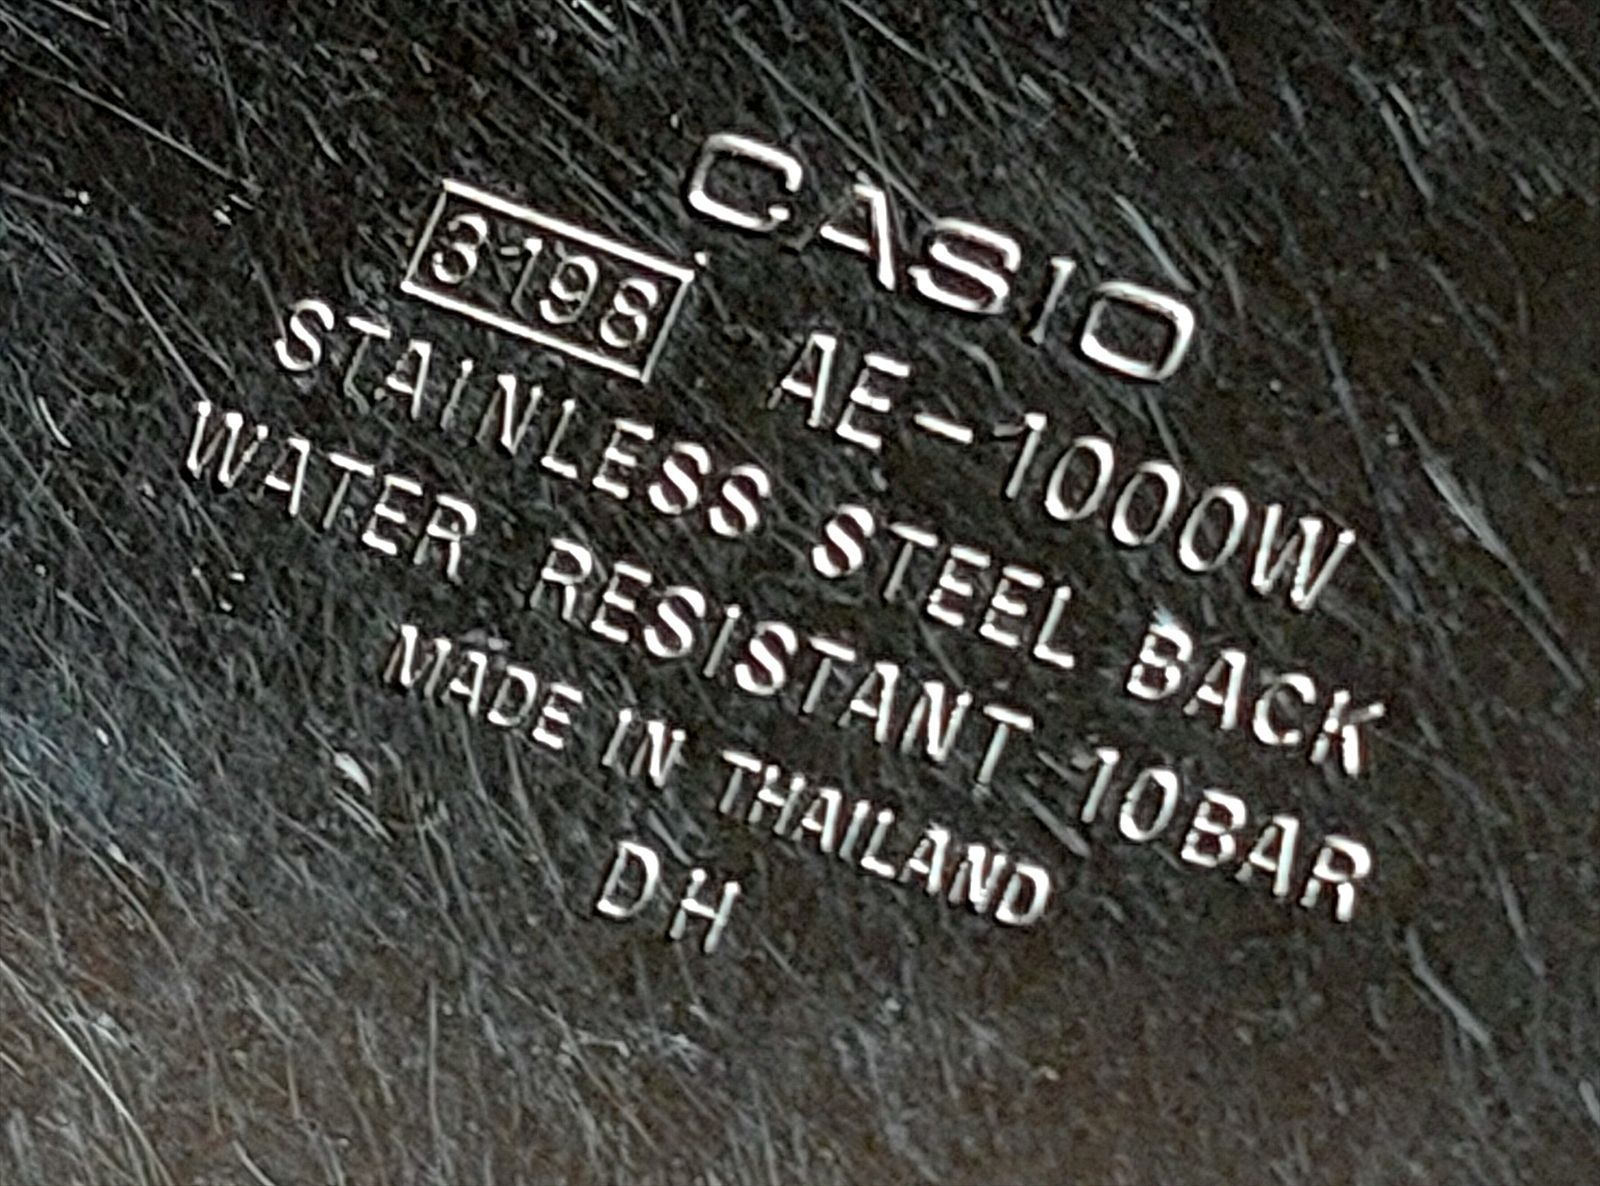 CASIO
3198 AE-1000W
STAINLESS STEEL BACK
WATER RESISTANT 10BAR
MADE IN THAILAND
DH